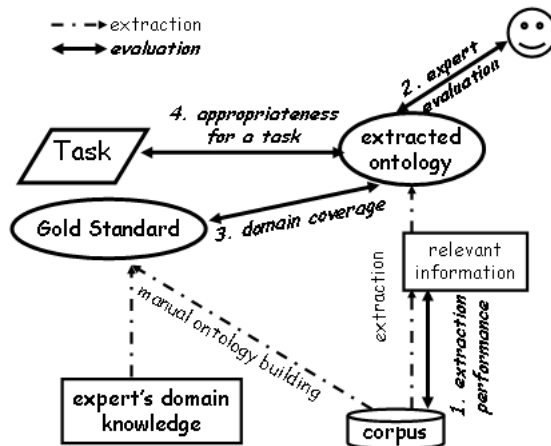 extraction
evaluation
2. expert
evaluation
4. appropriateness
for a task
Task
extracted
ontology
Gold Standard
3. domain coverage
relevant
information
extraction
manual ontology building
1. extraction
performance
expert's domain
knowledge
corpus